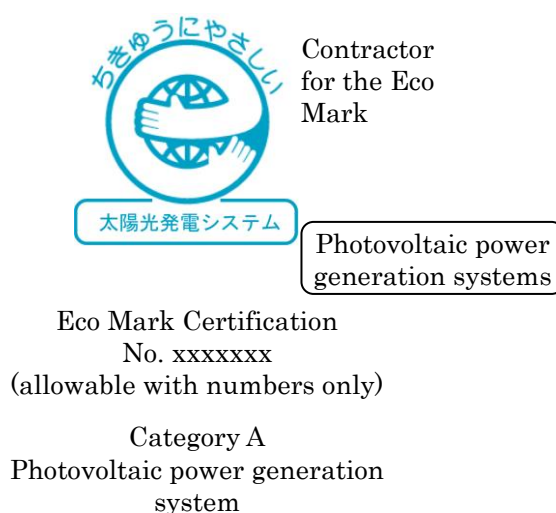 ちきゅうにやさしい
Contractor
for the Eco
Mark
太陽光発電システム
Photovoltaic power
generation systems
Eco Mark Certification
No. xxxxxxx
(allowable with numbers only)
Category A
Photovoltaic power generation
system